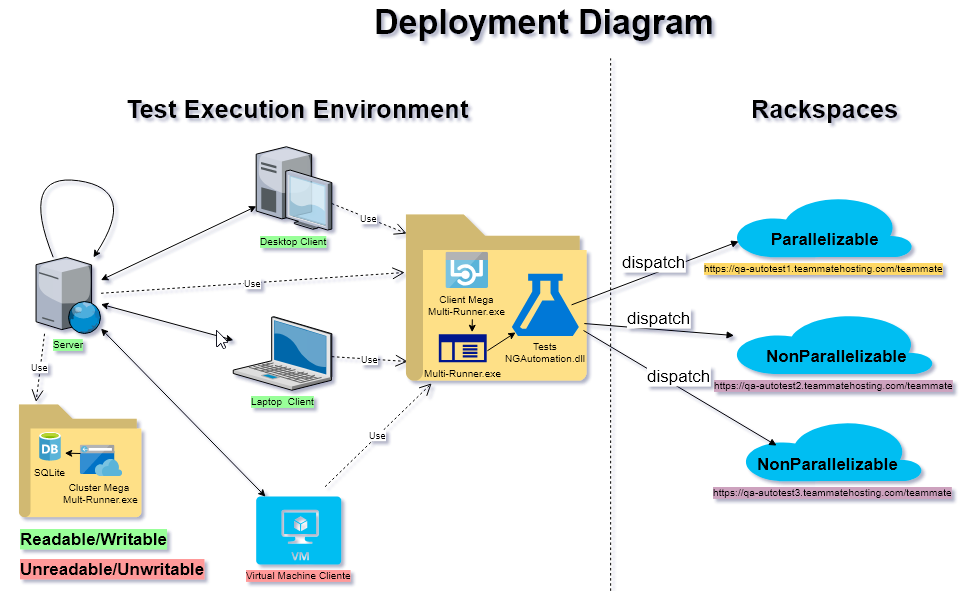 Deployment Diagram
Test Execution Environment
Rackspaces
Desktop Client
Use
Parallelizable
https://qa-autotest1.teammatehosting.com/teammate
dispatch
Use
Client Mega
Multi-Runner.exe
Tests
NGAutomation.dll
Multi-Runner.exe
dispatch
NonParallelizable
https://qa-autotest2.teammatehosting.com/teammate
Server
Use
Use
Laptop Client
dispatch
DB
SQLite
Cluster Mega
Mult-Runner.exe
Use
NonParallelizable
https://qa-autotest3.teammatehosting.com/teammate
Readable/Writable
Unreadable/Unwritable
VM
Virtual Machine Cliente